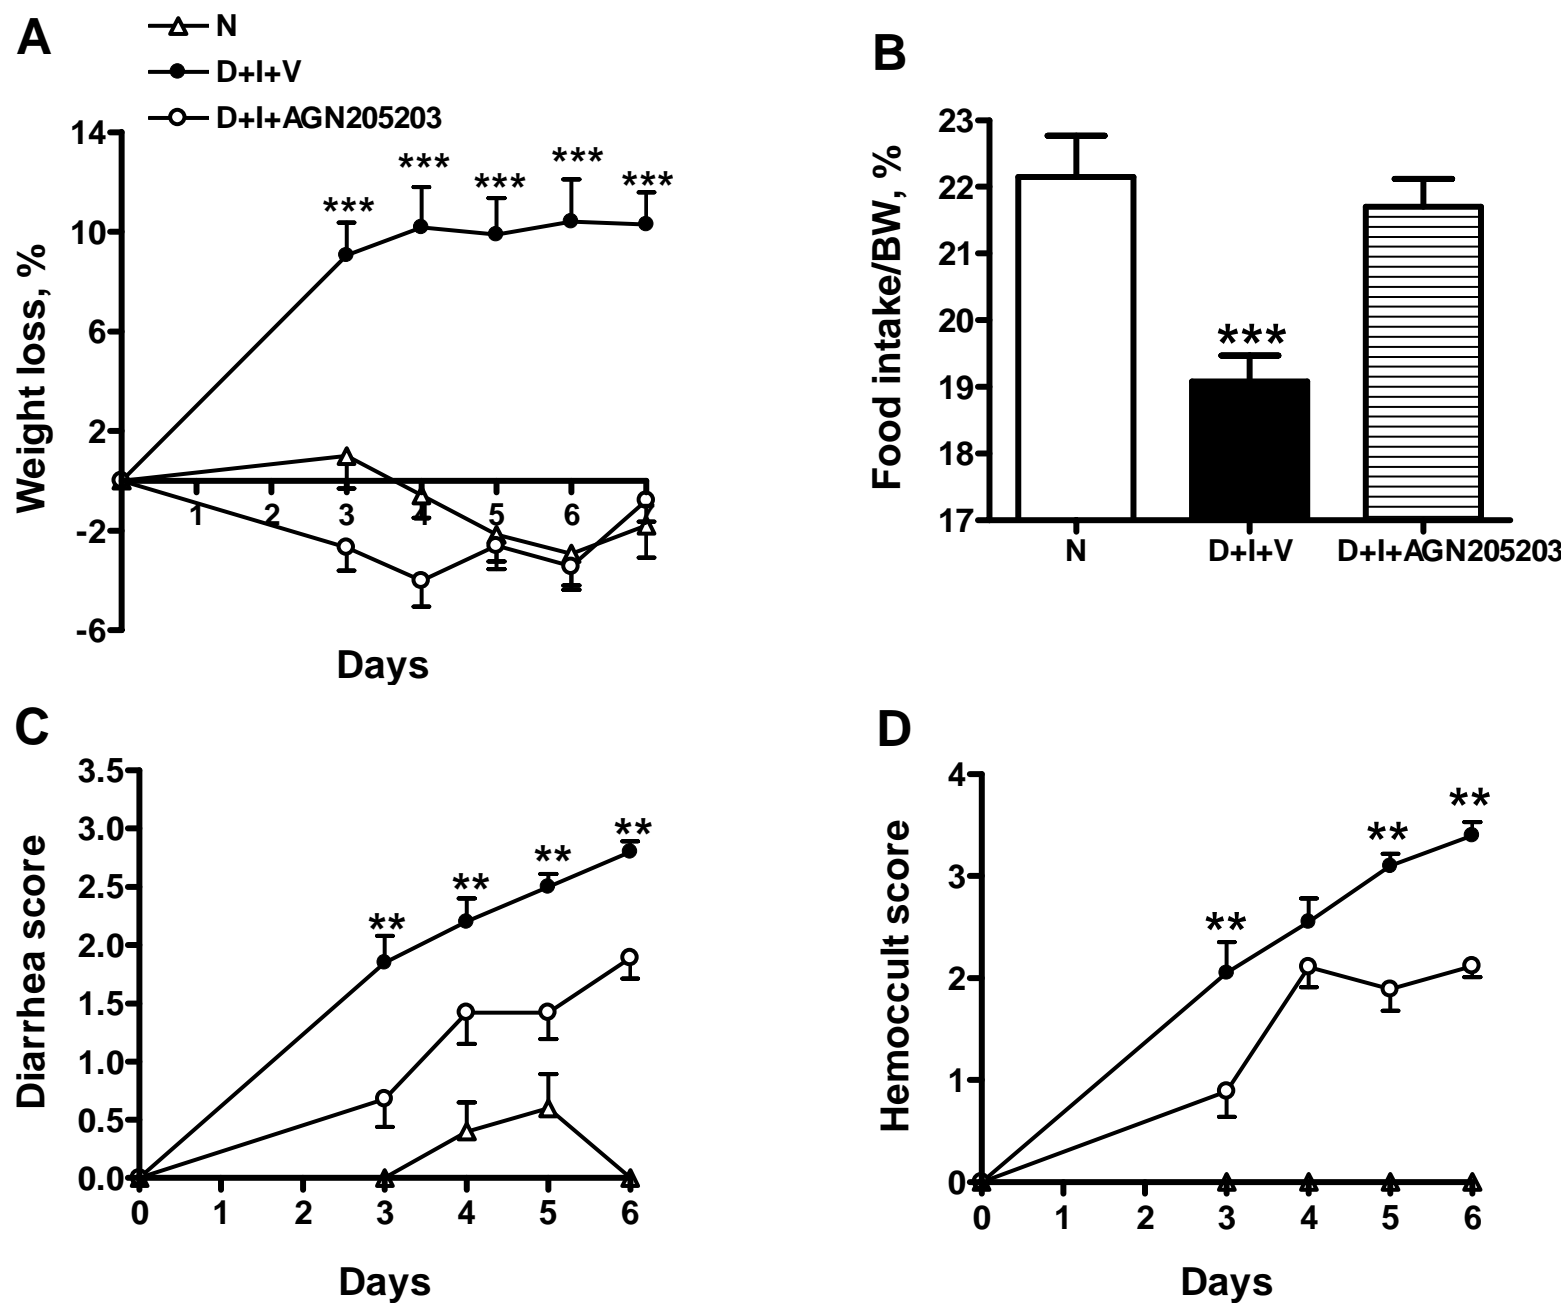 A
N
D+I+V
D+I+AGN205203
14
10
6
2
-2
-6
Weight loss, %
***
***
***
***
***
1 2 3 4 5 6
Days
B
23
22
21
20
19
18
17
Food intake/BW, %
***
N D+I+V D+I+AGN205203
C
3.5
3.0
2.5
2.0
1.5
1.0
0.5
0.0
Diarrhea score
**
**
**
**
0 1 2 3 4 5 6
Days
D
4
3
2
1
0
Hemoccult score
**
**
**
0 1 2 3 4 5 6
Days